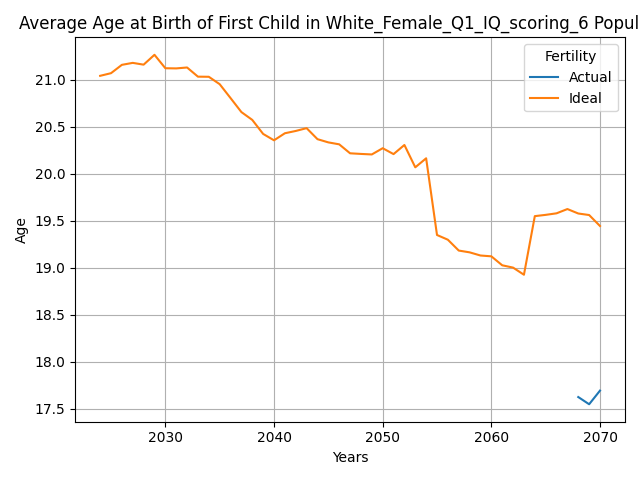 Average Age at Birth of First Child in White_Female_Q1_IQ_scoring_6 Popul
Fertility
Actual
Ideal
21.0
20.5
20.0
19.5
19.0
18.5
18.0
17.5
Age
2030
2040
2050
2060
2070
Years